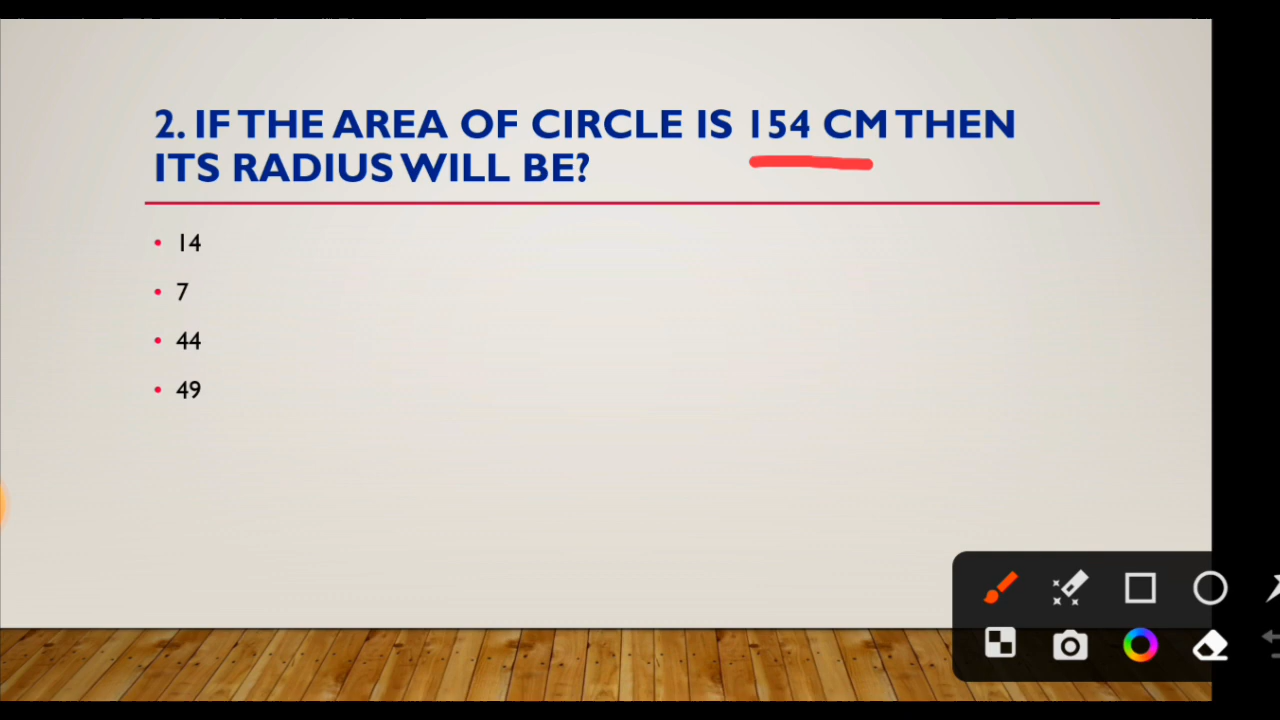 2. IF THE AREA OF CIRCLE IS 154 CM THEN
ITS RADIUS WILL BE?
• 14
• 7
• 44
• 49